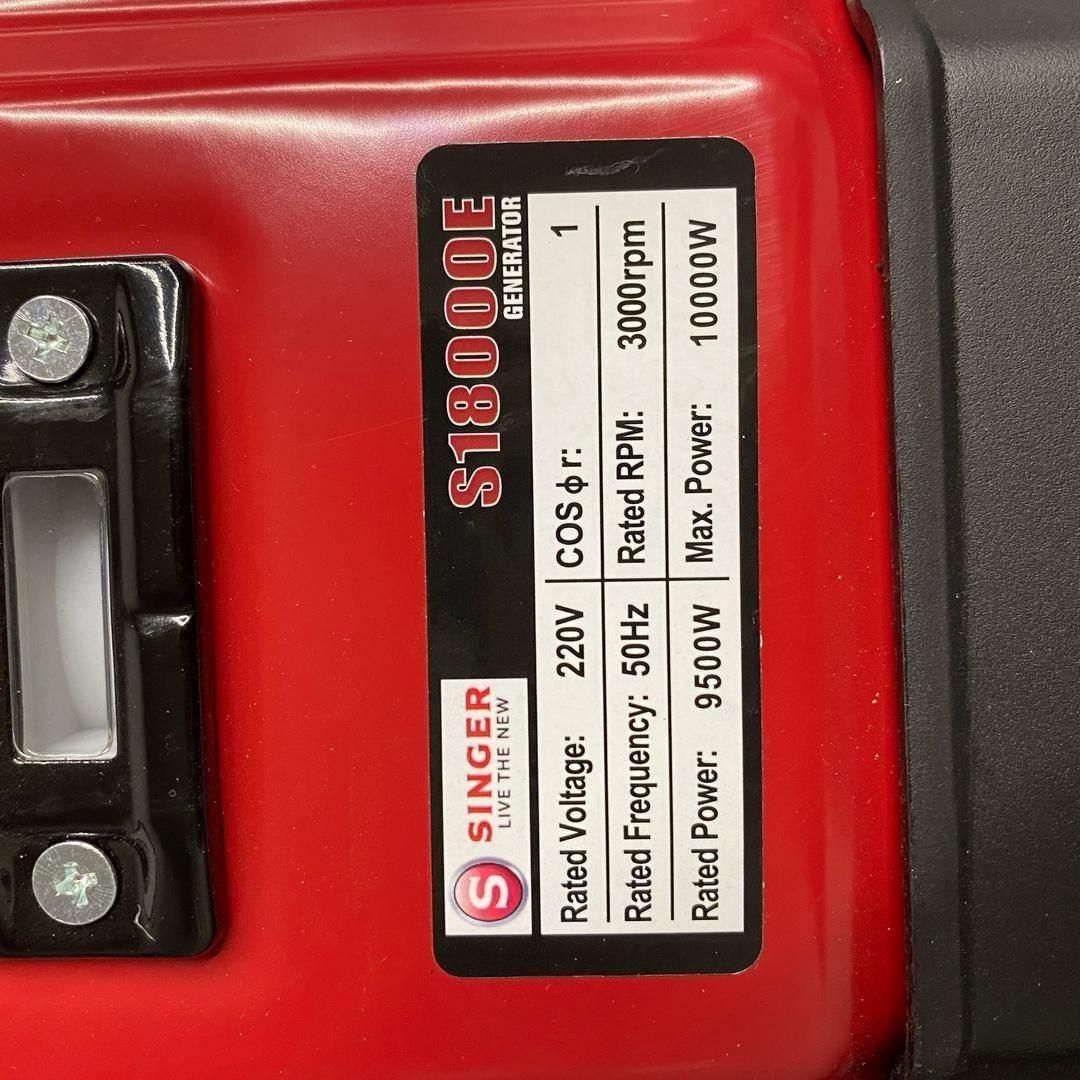 S
SINGER
LIVE THE NEW
S18000E
GENERATOR
Rated Voltage: 220V COS ϕ r: 1
Rated Frequency: 50Hz Rated RPM: 3000rpm
Rated Power: 9500W Max. Power: 10000W